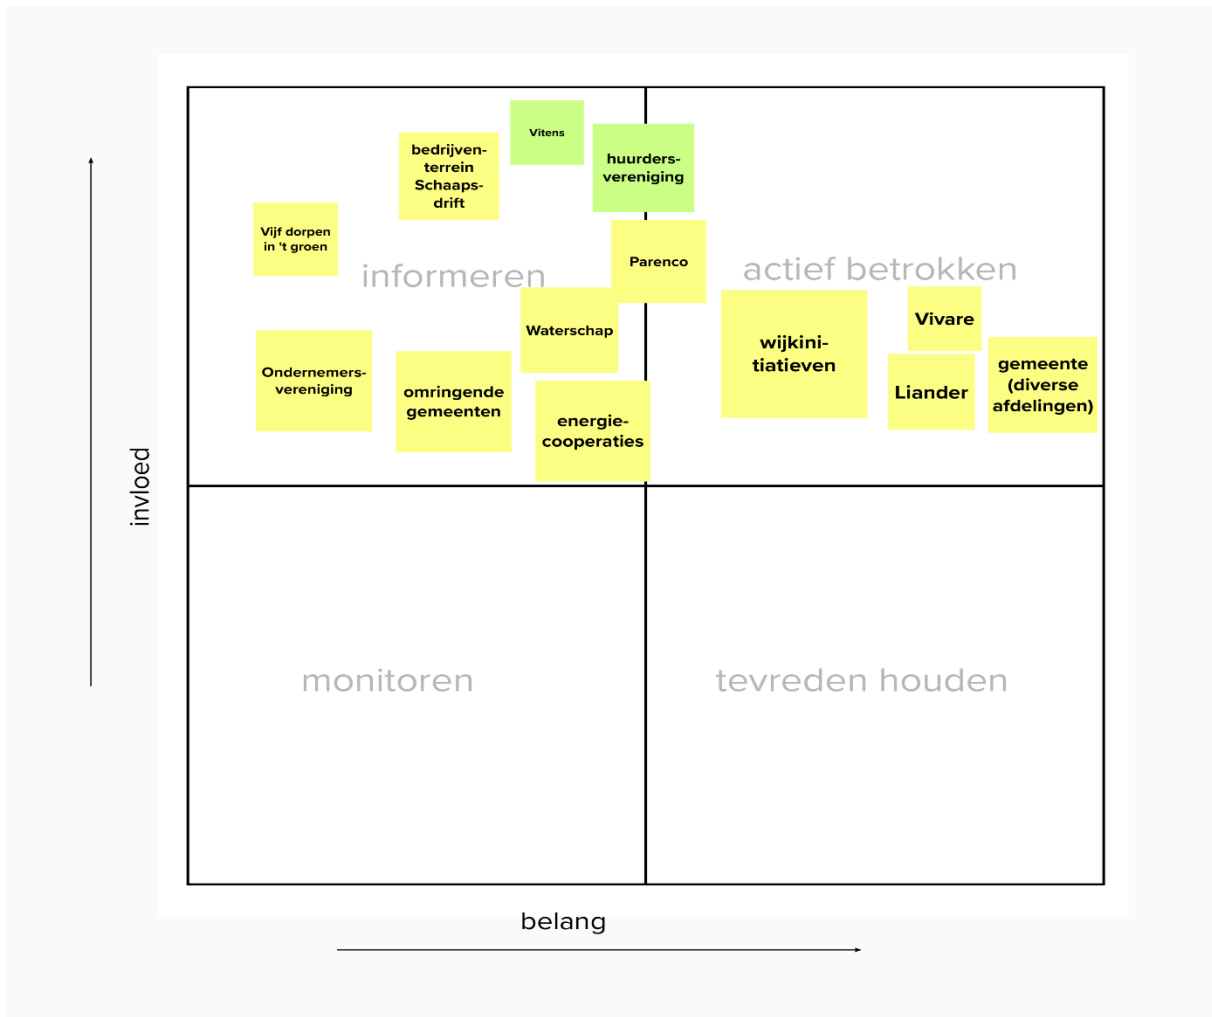 Vitens
bedrijven-
terrein
Schaaps-
drift
huurders-
vereniging
Vijf dorpen
in 't groen
Parenco
informeren
actief betrokken
Waterschap
Vivare
wijkini-
tiatieven
Ondernemers-
vereniging
omringende
gemeenten
Liander
gemeente
(diverse
afdelingen)
energie-
cooperaties
invloed
monitoren
tevreden houden
belang